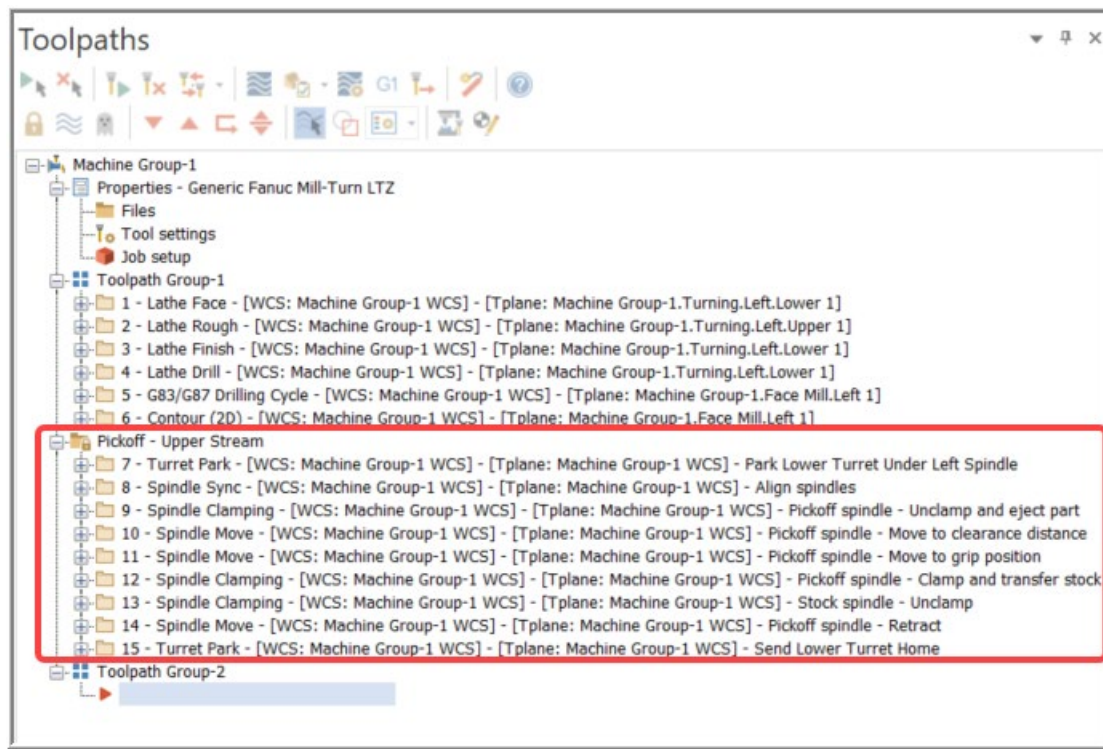 Toolpaths
G1
Machine Group-1
Properties - Generic Fanuc Mill-Turn LTZ
Files
Tool settings
Job setup
Toolpath Group-1
1 - Lathe Face - [WCS: Machine Group-1 WCS] - [Tplane: Machine Group-1.Turning.Left.Lower 1]
2 - Lathe Rough - [WCS: Machine Group-1 WCS] - [Tplane: Machine Group-1.Turning.Left.Upper 1]
3 - Lathe Finish - [WCS: Machine Group-1 WCS] - [Tplane: Machine Group-1.Turning.Left.Lower 1]
4 - Lathe Drill - [WCS: Machine Group-1 WCS] - [Tplane: Machine Group-1.Turning.Left.Lower 1]
5 - G83/G87 Drilling Cycle - [WCS: Machine Group-1 WCS] - [Tplane: Machine Group-1.Face Mill.Left 1]
6 - Contour (2D) - [WCS: Machine Group-1 WCS] - [Tplane: Machine Group-1.Face Mill.Left 1]
Pickoff - Upper Stream
7 - Turret Park - [WCS: Machine Group-1 WCS] - [Tplane: Machine Group-1 WCS] - Park Lower Turret Under Left Spindle
8 - Spindle Sync - [WCS: Machine Group-1 WCS] - [Tplane: Machine Group-1 WCS] - Align spindles
9 - Spindle Clamping - [WCS: Machine Group-1 WCS] - [Tplane: Machine Group-1 WCS] - Pickoff spindle - Unclamp and eject part
10 - Spindle Move - [WCS: Machine Group-1 WCS] - [Tplane: Machine Group-1 WCS] - Pickoff spindle - Move to clearance distance
11 - Spindle Move - [WCS: Machine Group-1 WCS] - [Tplane: Machine Group-1 WCS] - Pickoff spindle - Move to grip position
12 - Spindle Clamping - [WCS: Machine Group-1 WCS] - [Tplane: Machine Group-1 WCS] - Pickoff spindle - Clamp and transfer stock
13 - Spindle Clamping - [WCS: Machine Group-1 WCS] - [Tplane: Machine Group-1 WCS] - Stock spindle - Unclamp
14 - Spindle Move - [WCS: Machine Group-1 WCS] - [Tplane: Machine Group-1 WCS] - Pickoff spindle - Retract
15 - Turret Park - [WCS: Machine Group-1 WCS] - [Tplane: Machine Group-1 WCS] - Send Lower Turret Home
Toolpath Group-2